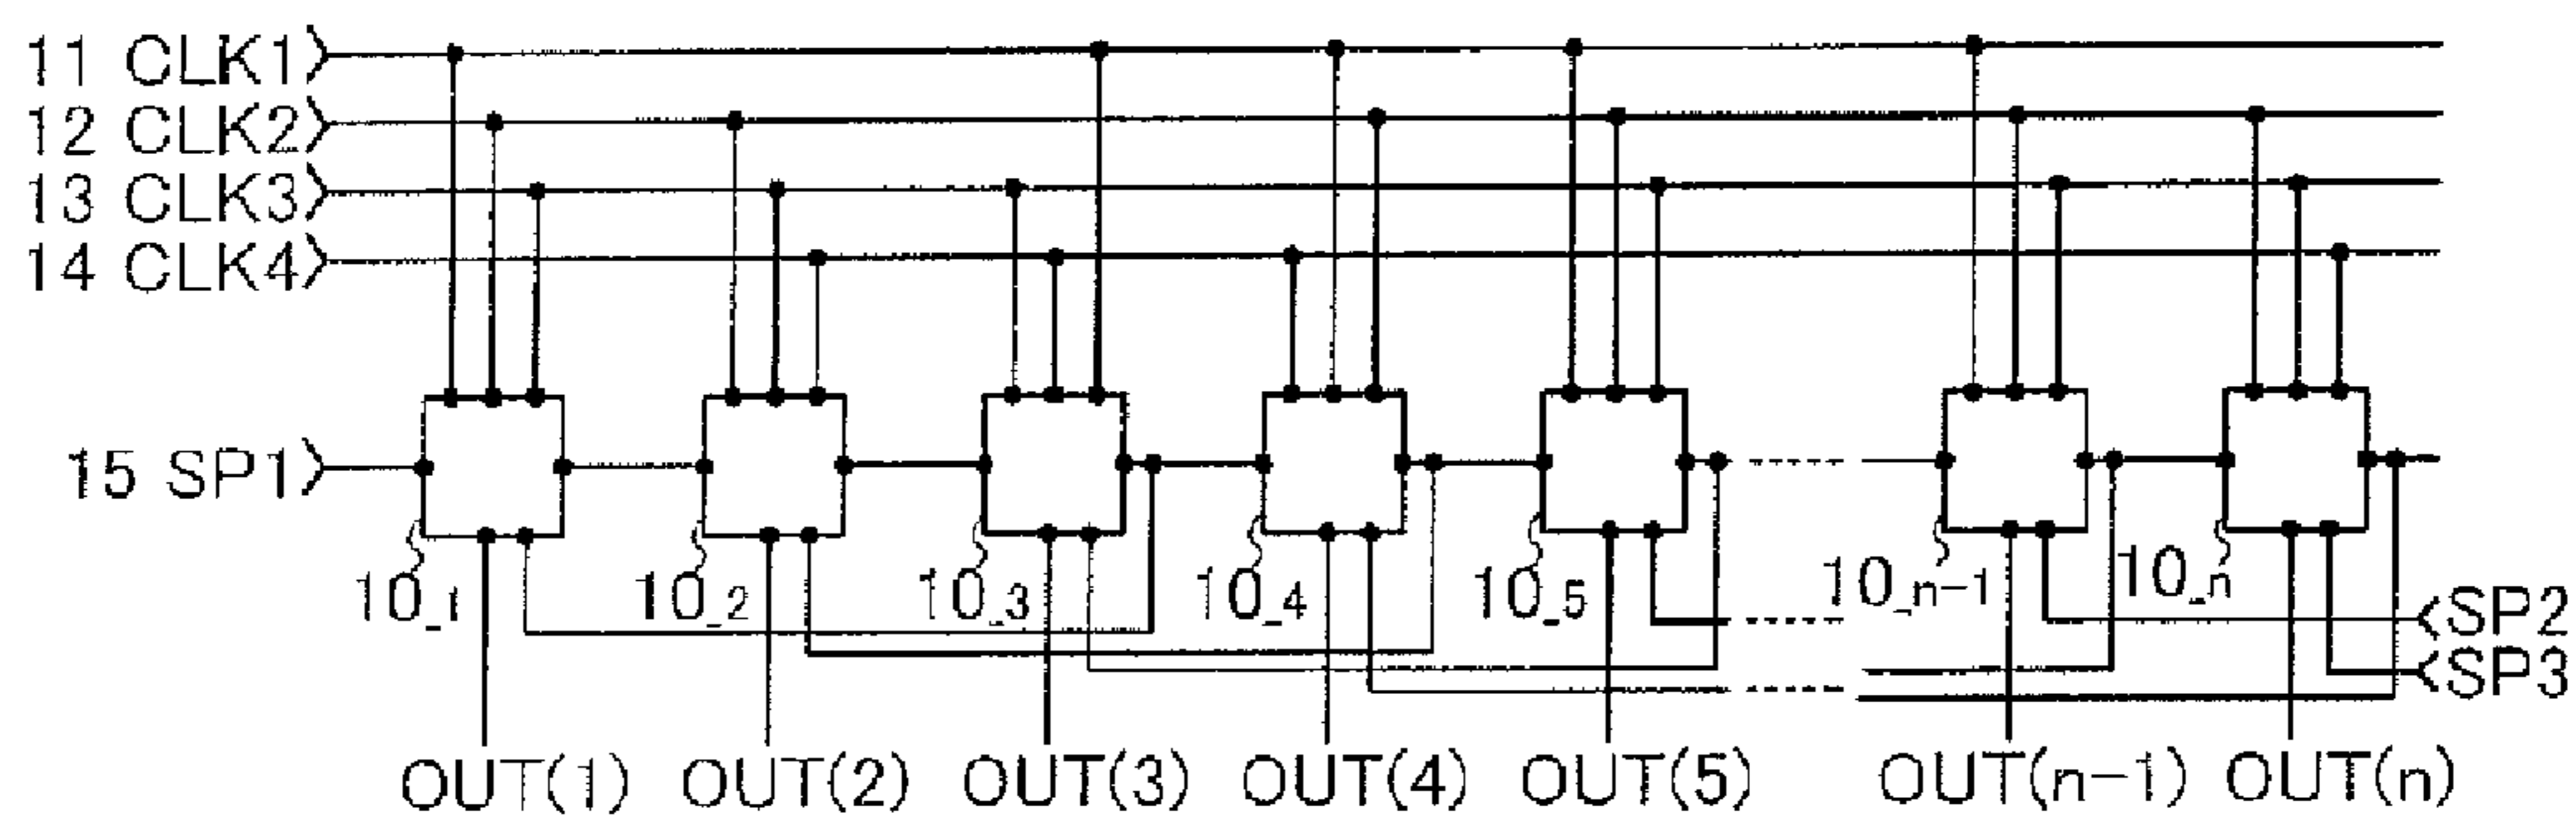 11 CLK1
12 CLK2
13 CLK3
14 CLK4
15 SP1
10_1
10_2
10_3
10_4
10_5
10_n-1
10_n
SP2
SP3
OUT(1) OUT(2) OUT(3) OUT(4) OUT(5) OUT(n-1) OUT(n)